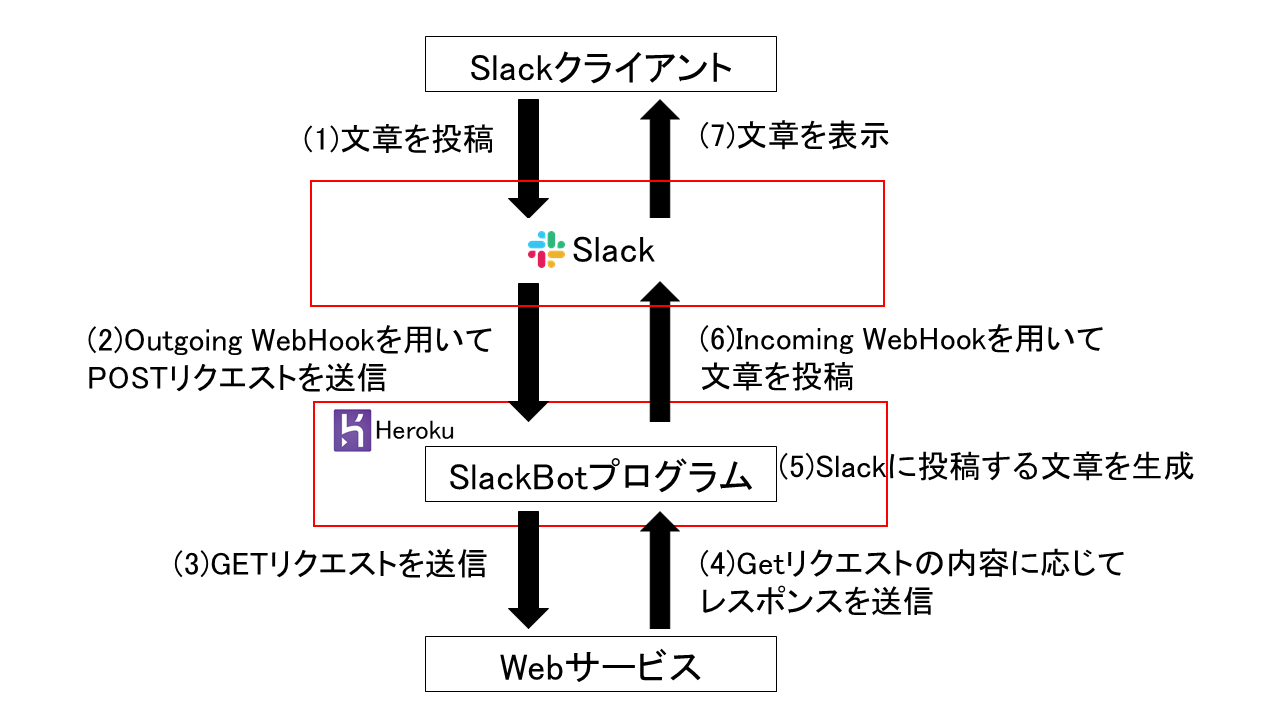 Slackクライアント
(1)文章を投稿
(7)文章を表示
Slack
(2)Outgoing WebHookを用いて
POSTリクエストを送信
(6)Incoming WebHookを用いて
文章を投稿
Heroku
SlackBotプログラム
(5)Slackに投稿する文章を生成
(3)GETリクエストを送信
(4)Getリクエストの内容に応じて
レスポンスを送信
Webサービス